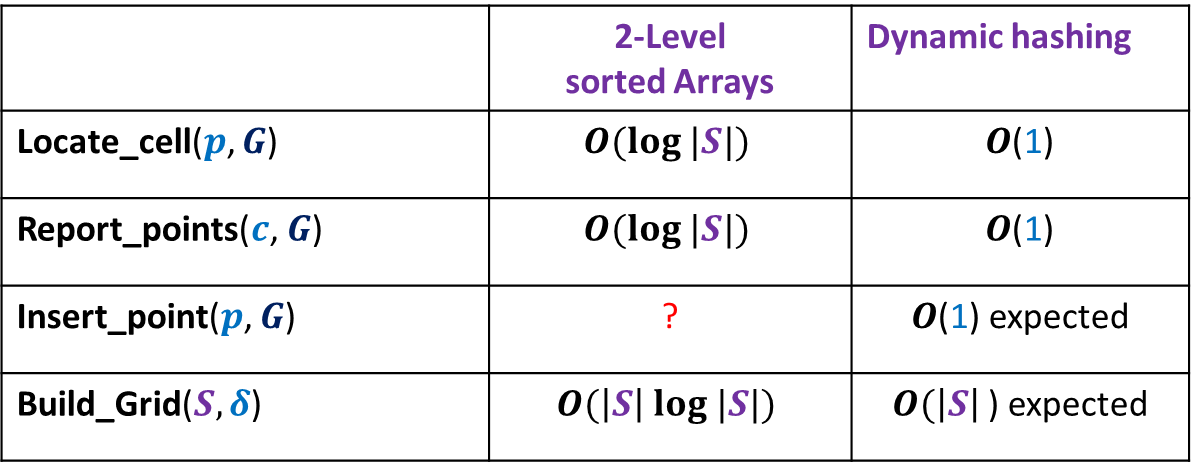 2-Level
sorted Arrays
Dynamic hashing
Locate_cell(p, G)
O(log |S|)
O(1)
Report_points(c, G)
O(log |S|)
O(1)
Insert_point(p, G)
?
O(1) expected
Build_Grid(S, δ)
O(|S| log |S|)
O(|S| ) expected